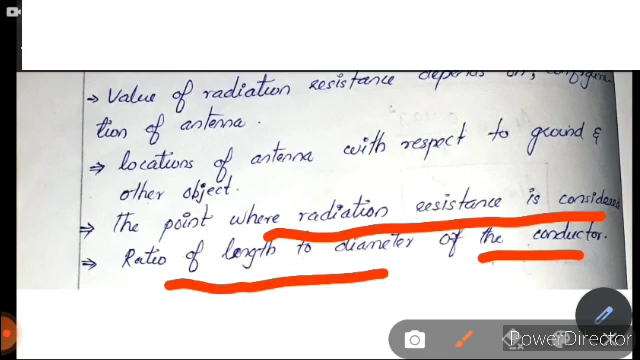 → Value of radiation resistance depends on, configura
tion of antenna.
⇒ locations of antenna with respect to ground &
other object.
⇒ The point where radiation resistance is considered
⇒ Ratio of length to diameter of the conductor.
PowerDirector